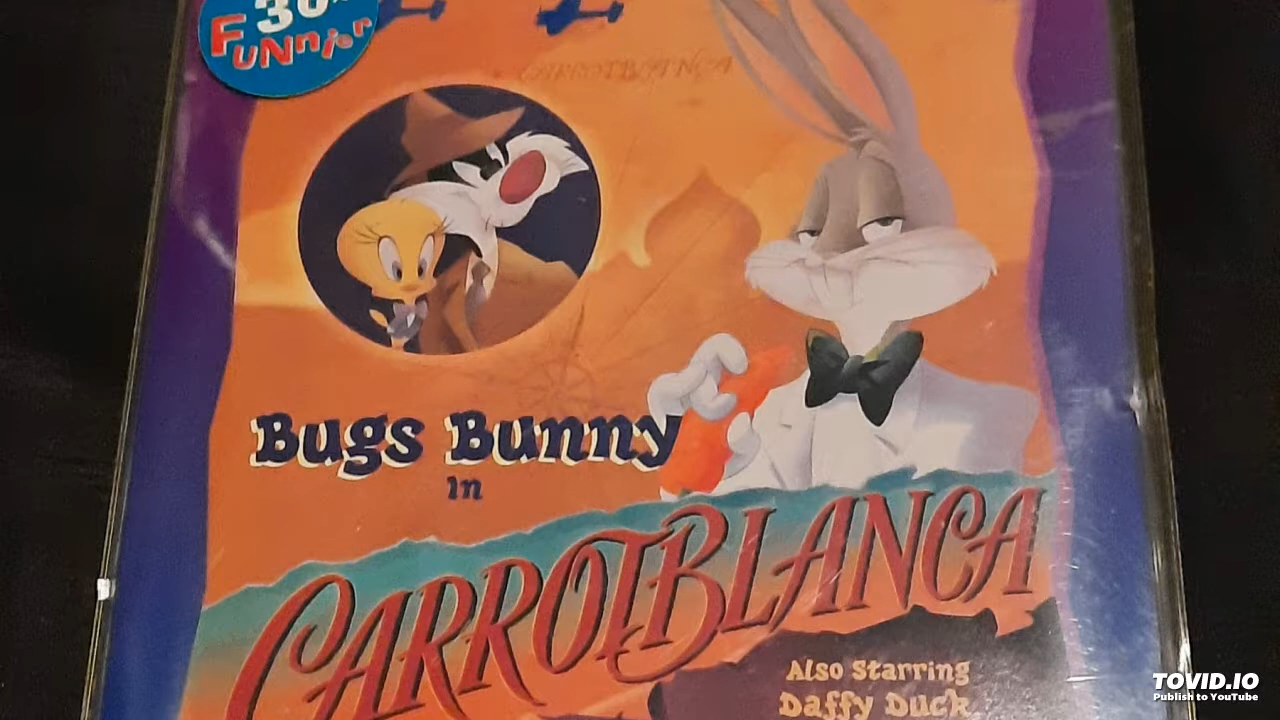 30%
FUNnier
CARROTBLANCA
Bugs Bunny
In
CARROTBLANCA
Also Starring
Daffy Duck
TOVID.IO
Publish to YouTube